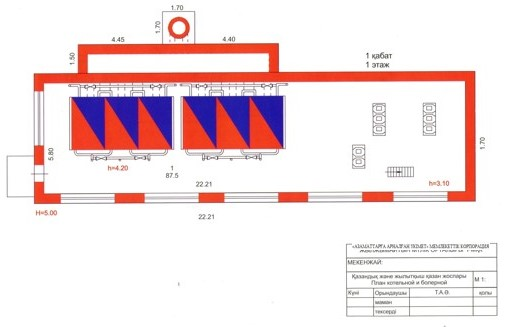 1.70
1.70
4.45
4.40
1.50
1 қабат
1 этаж
5.80
1.70
h=4.20
1
87.5
h=3.10
22.21
H=5.00
22.21
«АЗАМАТТАРҒА АРНАЛҒАН ҮКІМЕТ» МЕМЛЕКЕТТІК КОРПОРАЦИЯ
МЕКЕНЖАЙ:
Қазандық және жылытқыш қазан жоспары
План котельной и болерной
М 1:
Күні Орындаушы Т.А.Ә. қолы
маман
тексерді